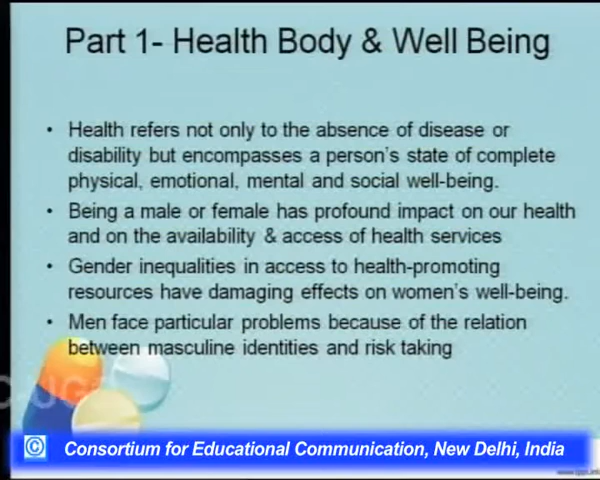 Part 1- Health Body & Well Being
• Health refers not only to the absence of disease or
disability but encompasses a person's state of complete
physical, emotional, mental and social well-being.
• Being a male or female has profound impact on our health
and on the availability & access of health services
• Gender inequalities in access to health-promoting
resources have damaging effects on women's well-being.
• Men face particular problems because of the relation
between masculine identities and risk taking
© Consortium for Educational Communication, New Delhi, India